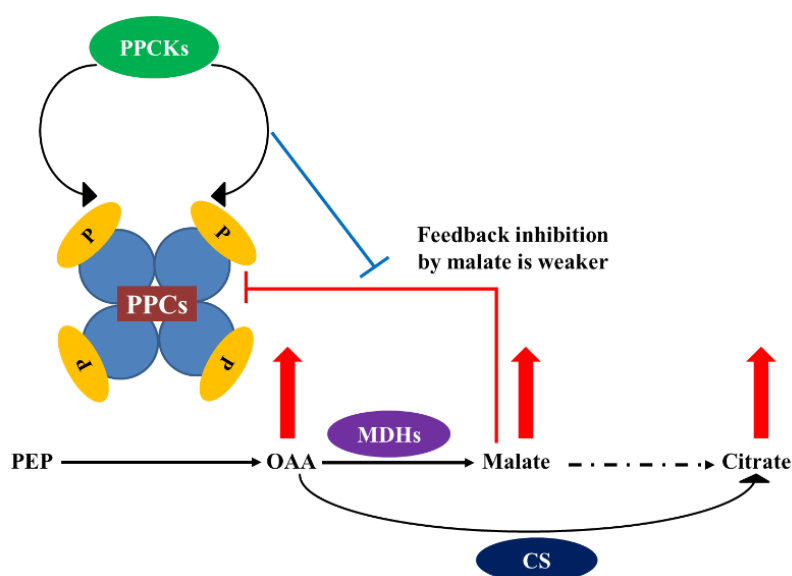 PPCKs
P
P
Feedback inhibition
by malate is weaker
PPCs
P
P
MDHs
PEP
OAA
Malate
Citrate
CS